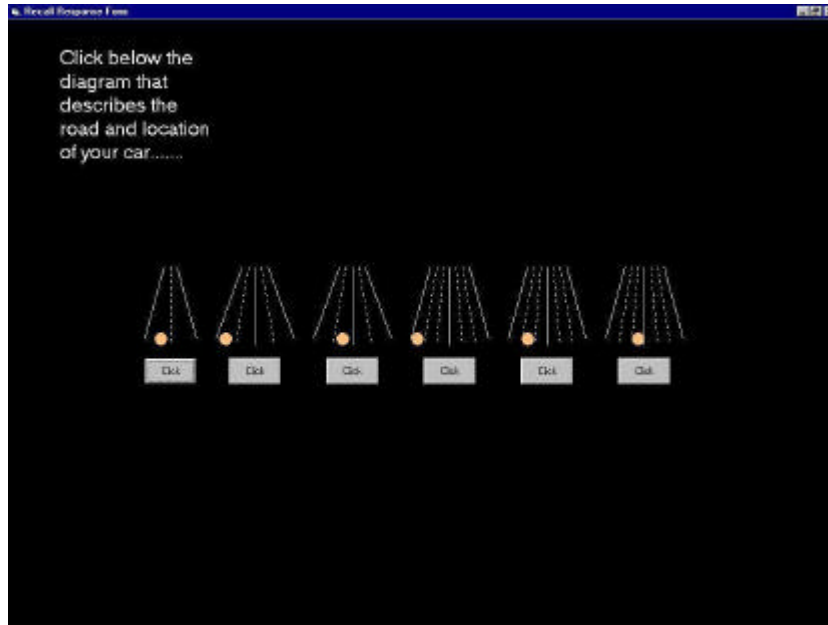 Recall Response Form
Click below the
diagram that
describes the
road and location
of your car.......
Click Click Click Click Click Click